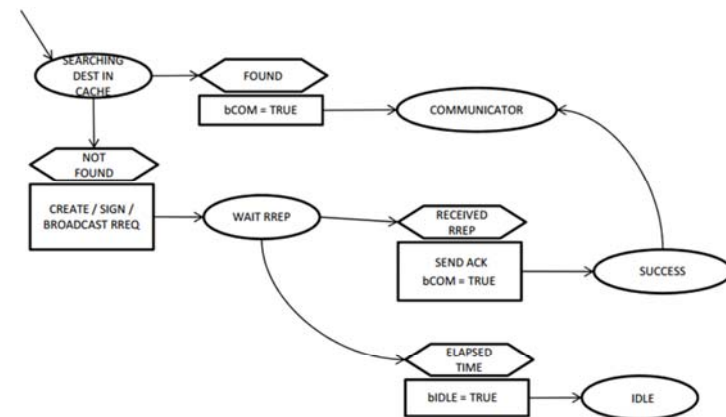 SEARCHING
DEST IN
CACHE
FOUND
bCOM = TRUE
COMMUNICATOR
NOT
FOUND
CREATE / SIGN /
BROADCAST RREQ
WAIT RREP
RECEIVED
RREP
SEND ACK
bCOM = TRUE
SUCCESS
ELAPSED
TIME
bIDLE = TRUE
IDLE